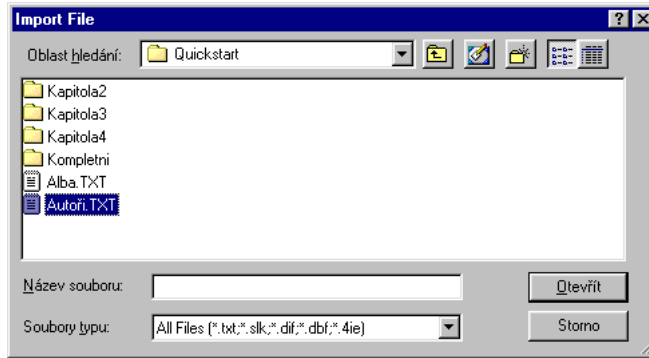 Import File
Oblast hledání: Quickstart
Kapitola2
Kapitola3
Kapitola4
Kompletni
Alba.TXT
Autoři.TXT
Název souboru: Otevřít
Soubory typu: All Files (*.txt;*.slk;*.dif;*.dbf;*.4ie) Storno